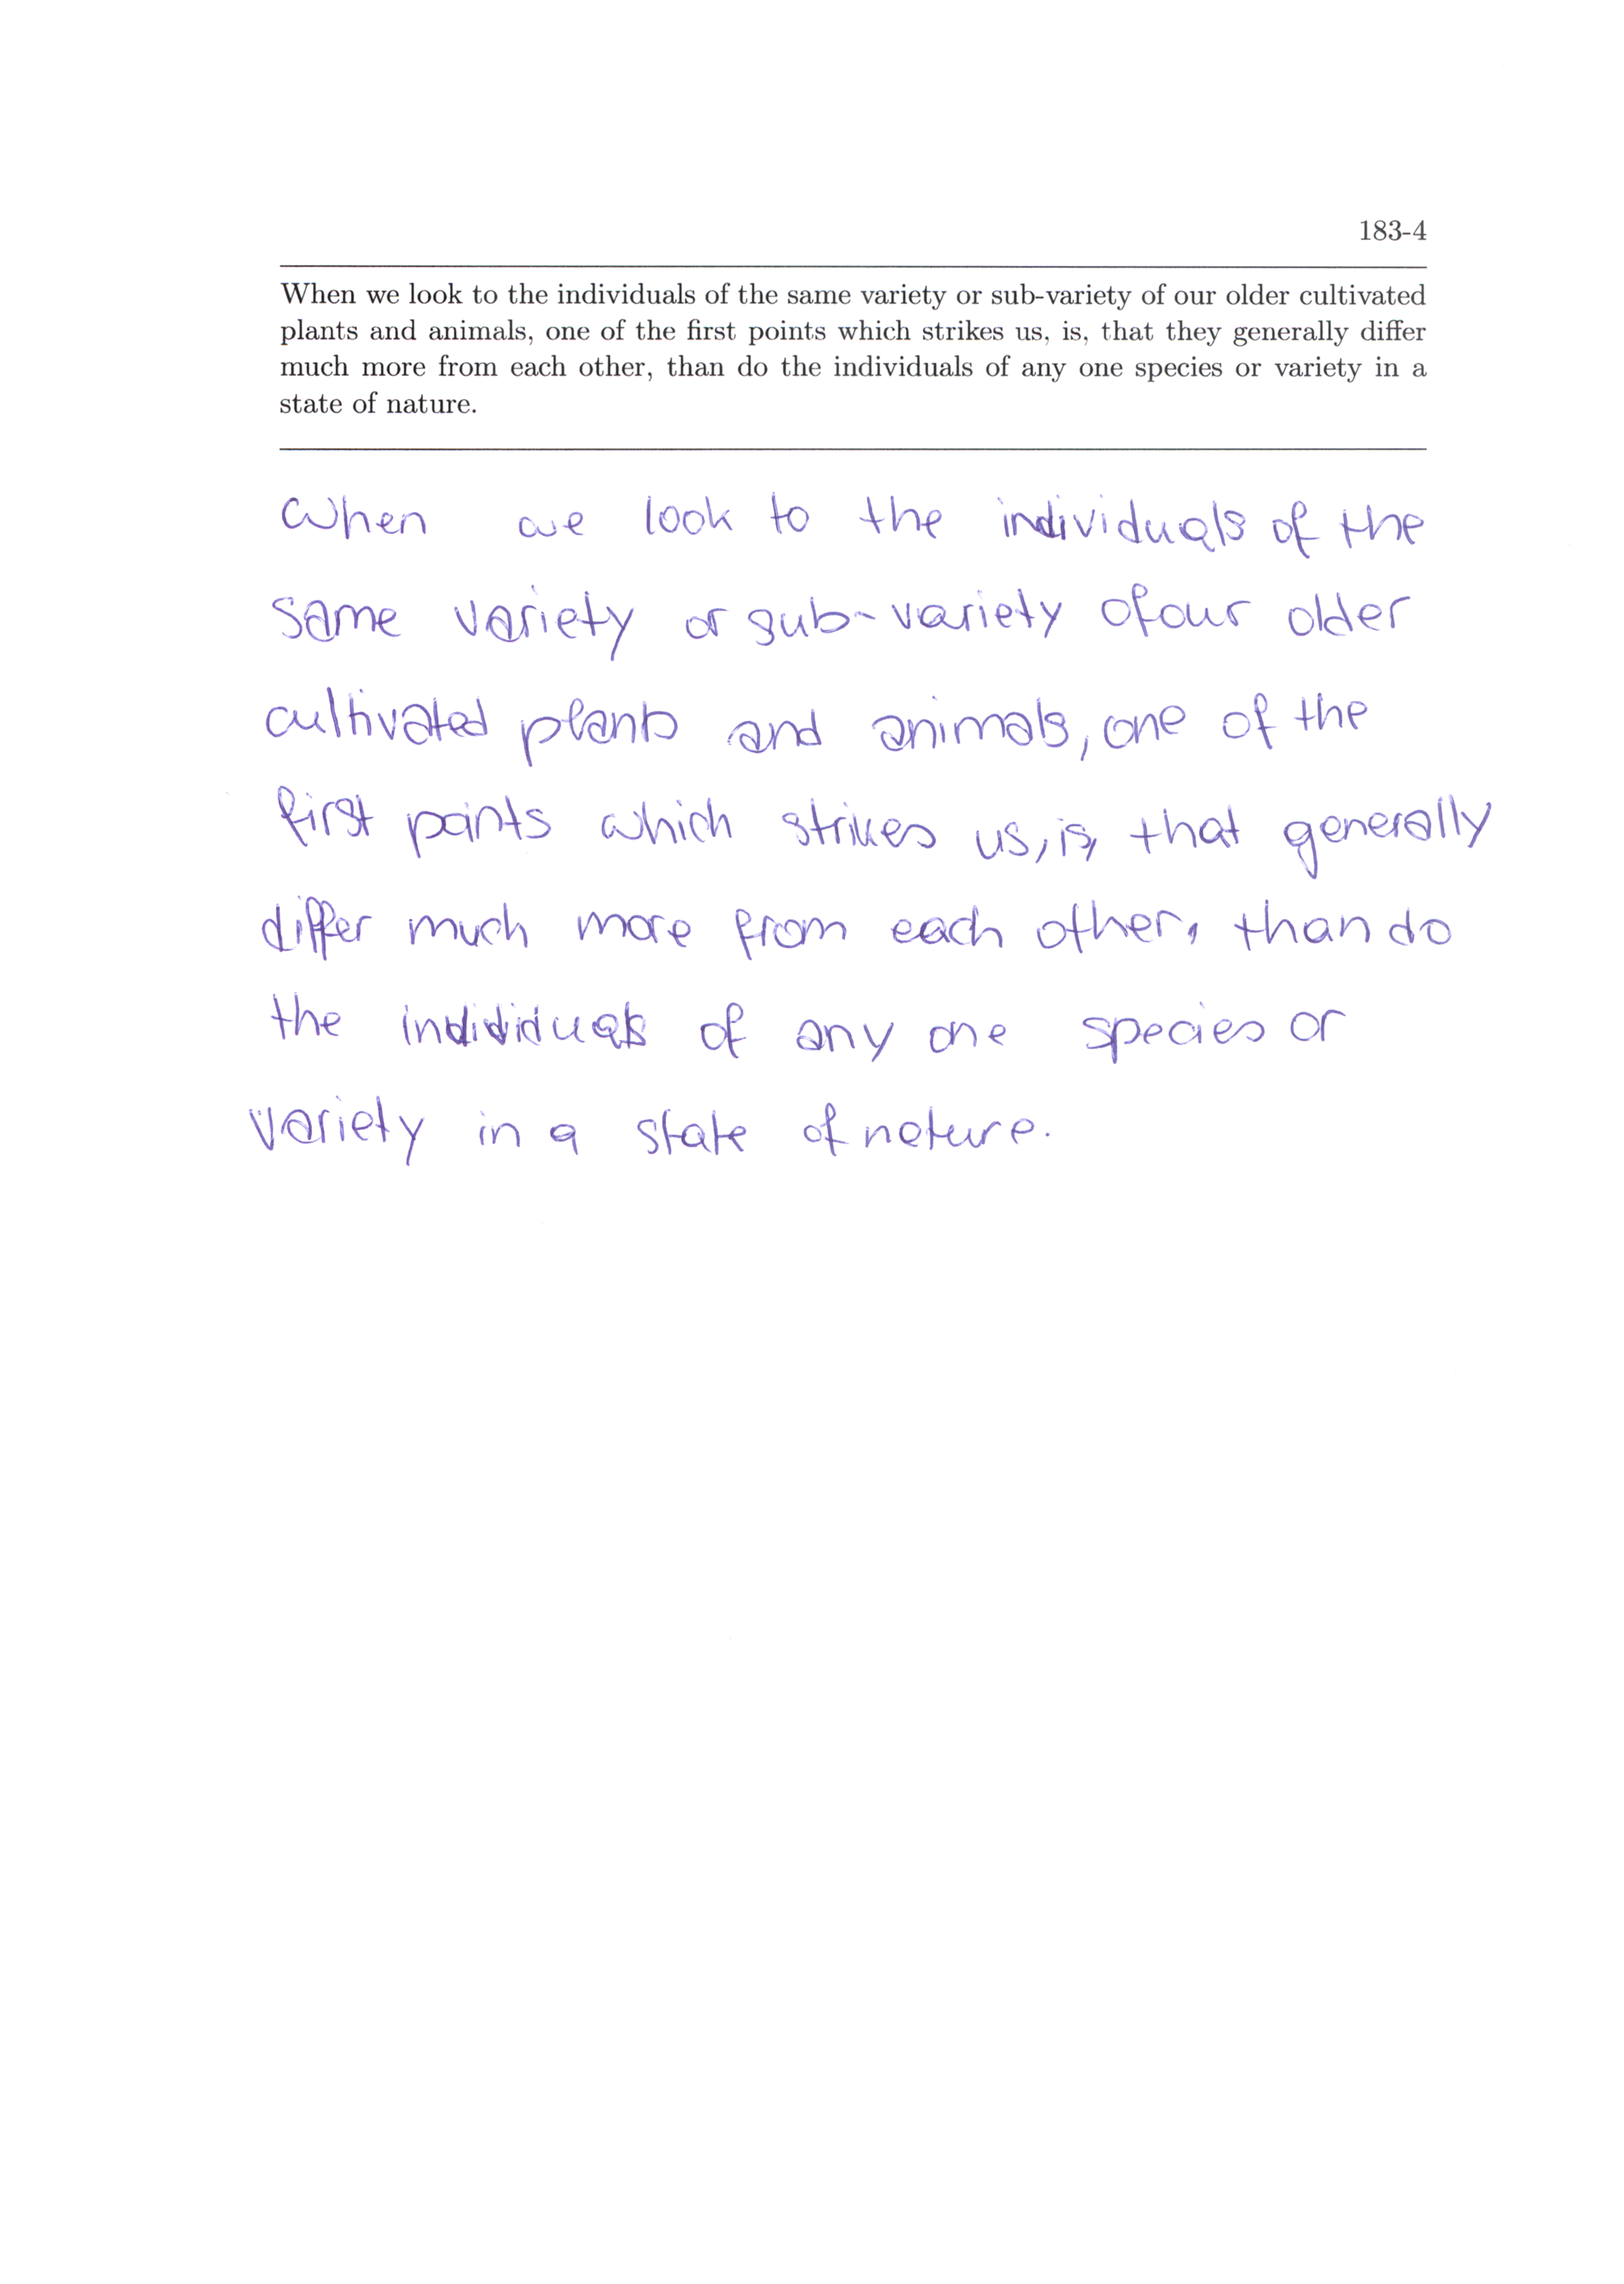 183-4
When we look to the individuals of the same variety or sub-variety of our older cultivated
plants and animals, one of the first points which strikes us, is, that they generally differ
much more from each other, than do the individuals of any one species or variety in a
state of nature.
When we look to the individuals of the
same variety or sub-variety of our older
cultivated plants and animals, one of the
first points which strikes us, is, that generally
differ much more from each other, than do
the indididuals of any one species or
variety in a state of nature.